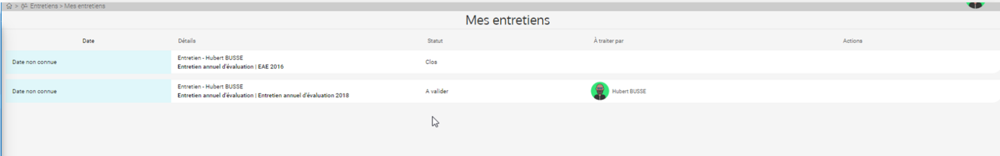 > Entretiens > Mes entretiens
Mes entretiens
Date Détails Statut À traiter par Actions
Entretien - Hubert BUSSE
Date non connue Clos
Entretien annuel d'évaluation | EAE 2016
Entretien - Hubert BUSSE
Date non connue A valider Hubert BUSSE
Entretien annuel d'évaluation | Entretien annuel d'évaluation 2018